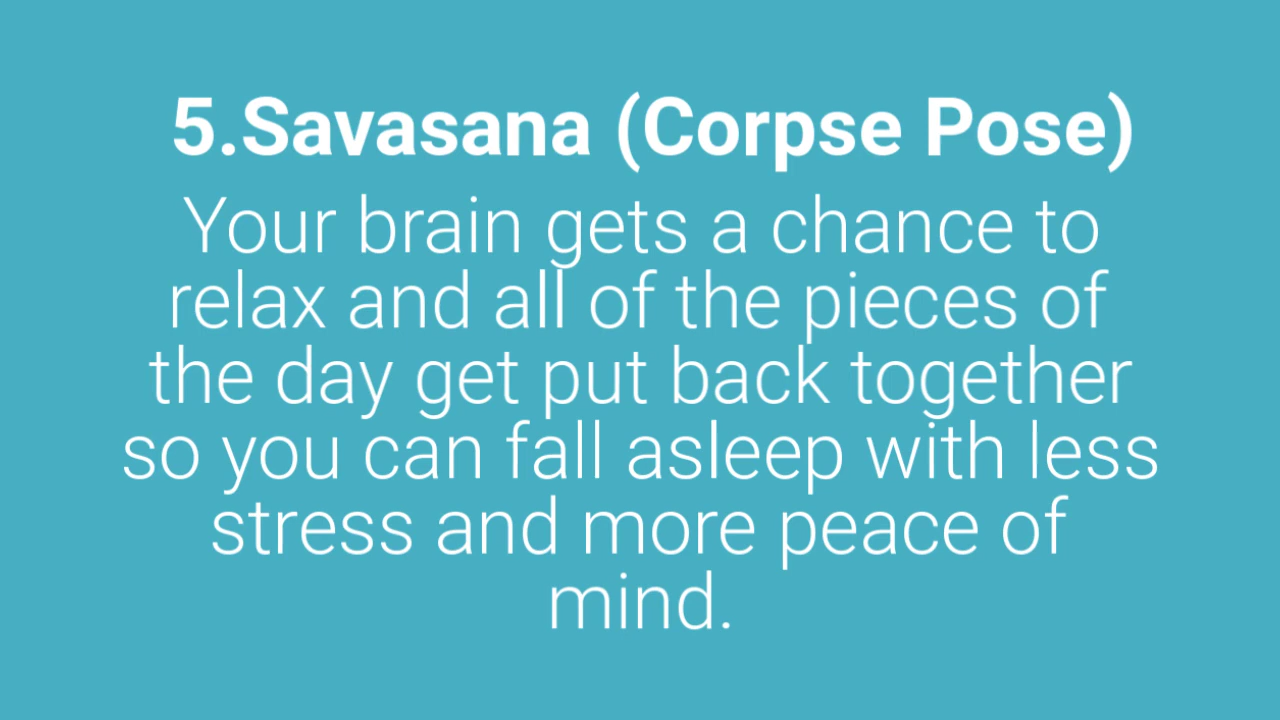 5.Savasana (Corpse Pose)
Your brain gets a chance to
relax and all of the pieces of
the day get put back together
so you can fall asleep with less
stress and more peace of
mind.